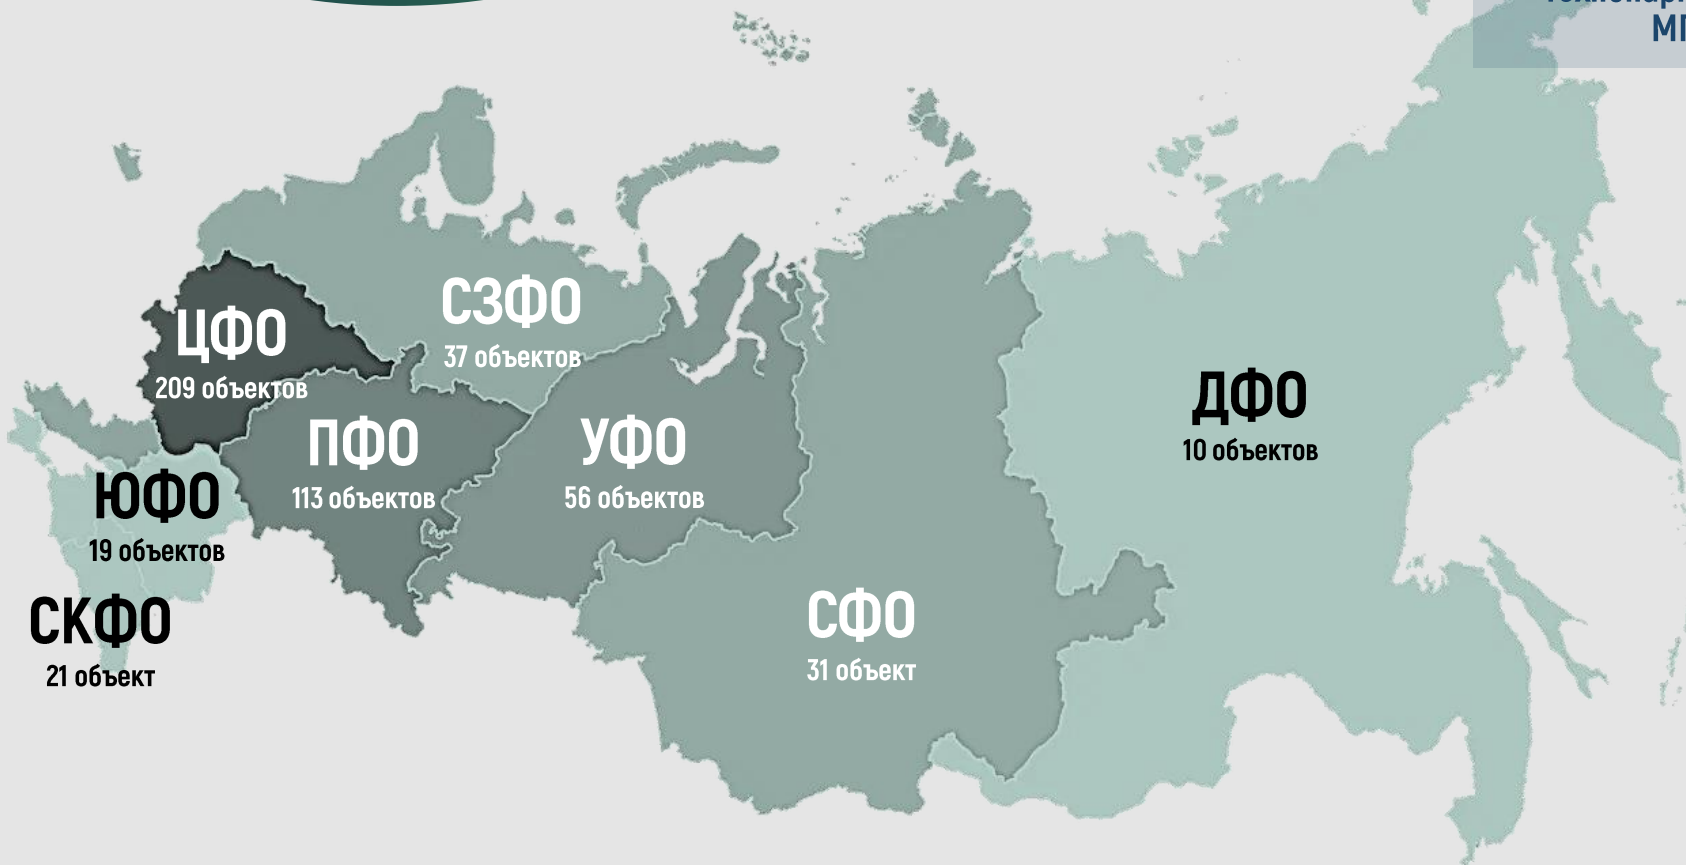 СЗФО
37 объектов
ЦФО
209 объектов
ДФО
10 объектов
ПФО
113 объектов
УФО
56 объектов
ЮФО
19 объектов
СКФО
21 объект
СФО
31 объект